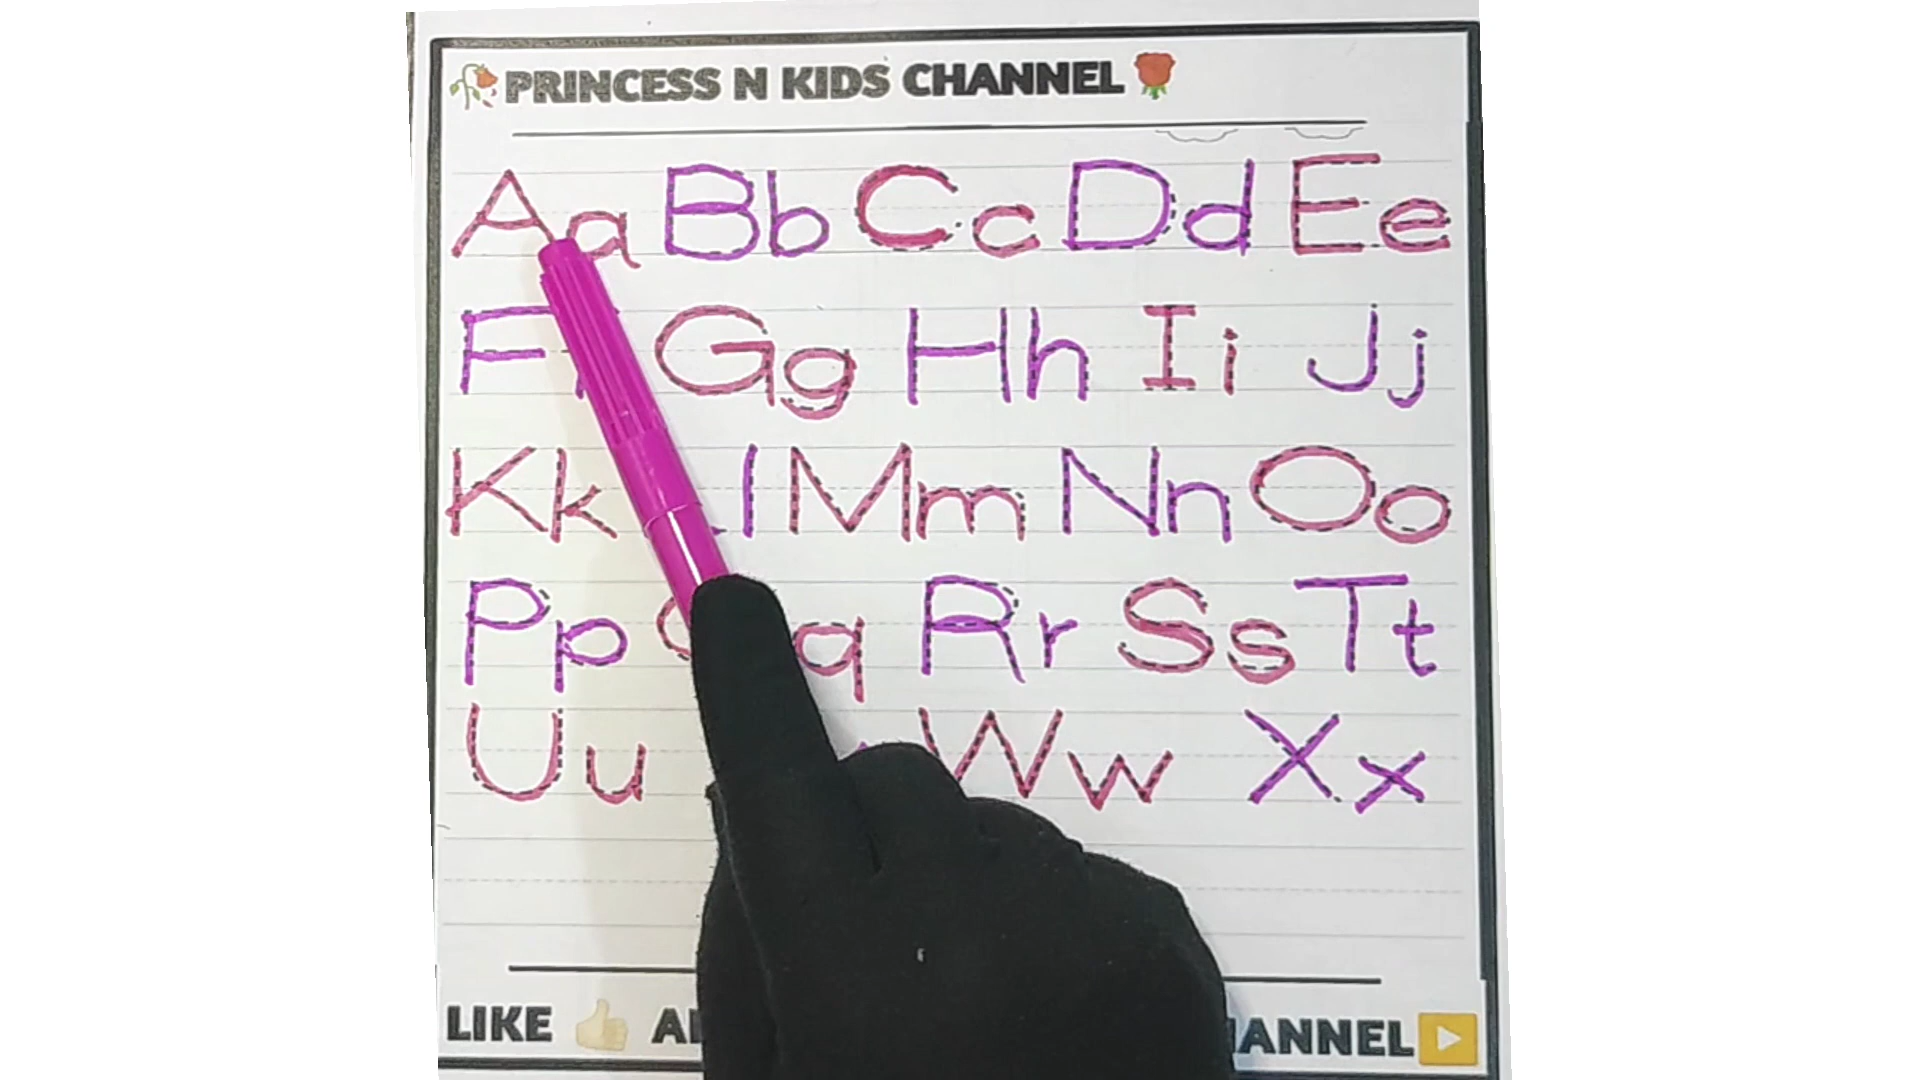 PRINCESS N KIDS CHANNEL
Aa Bb Cc Dd Ee
F Gg Hh Ii Jj
Kk l Mm Nn Oo
Pp q Rr Ss Tt
Uu Ww Xx
LIKE